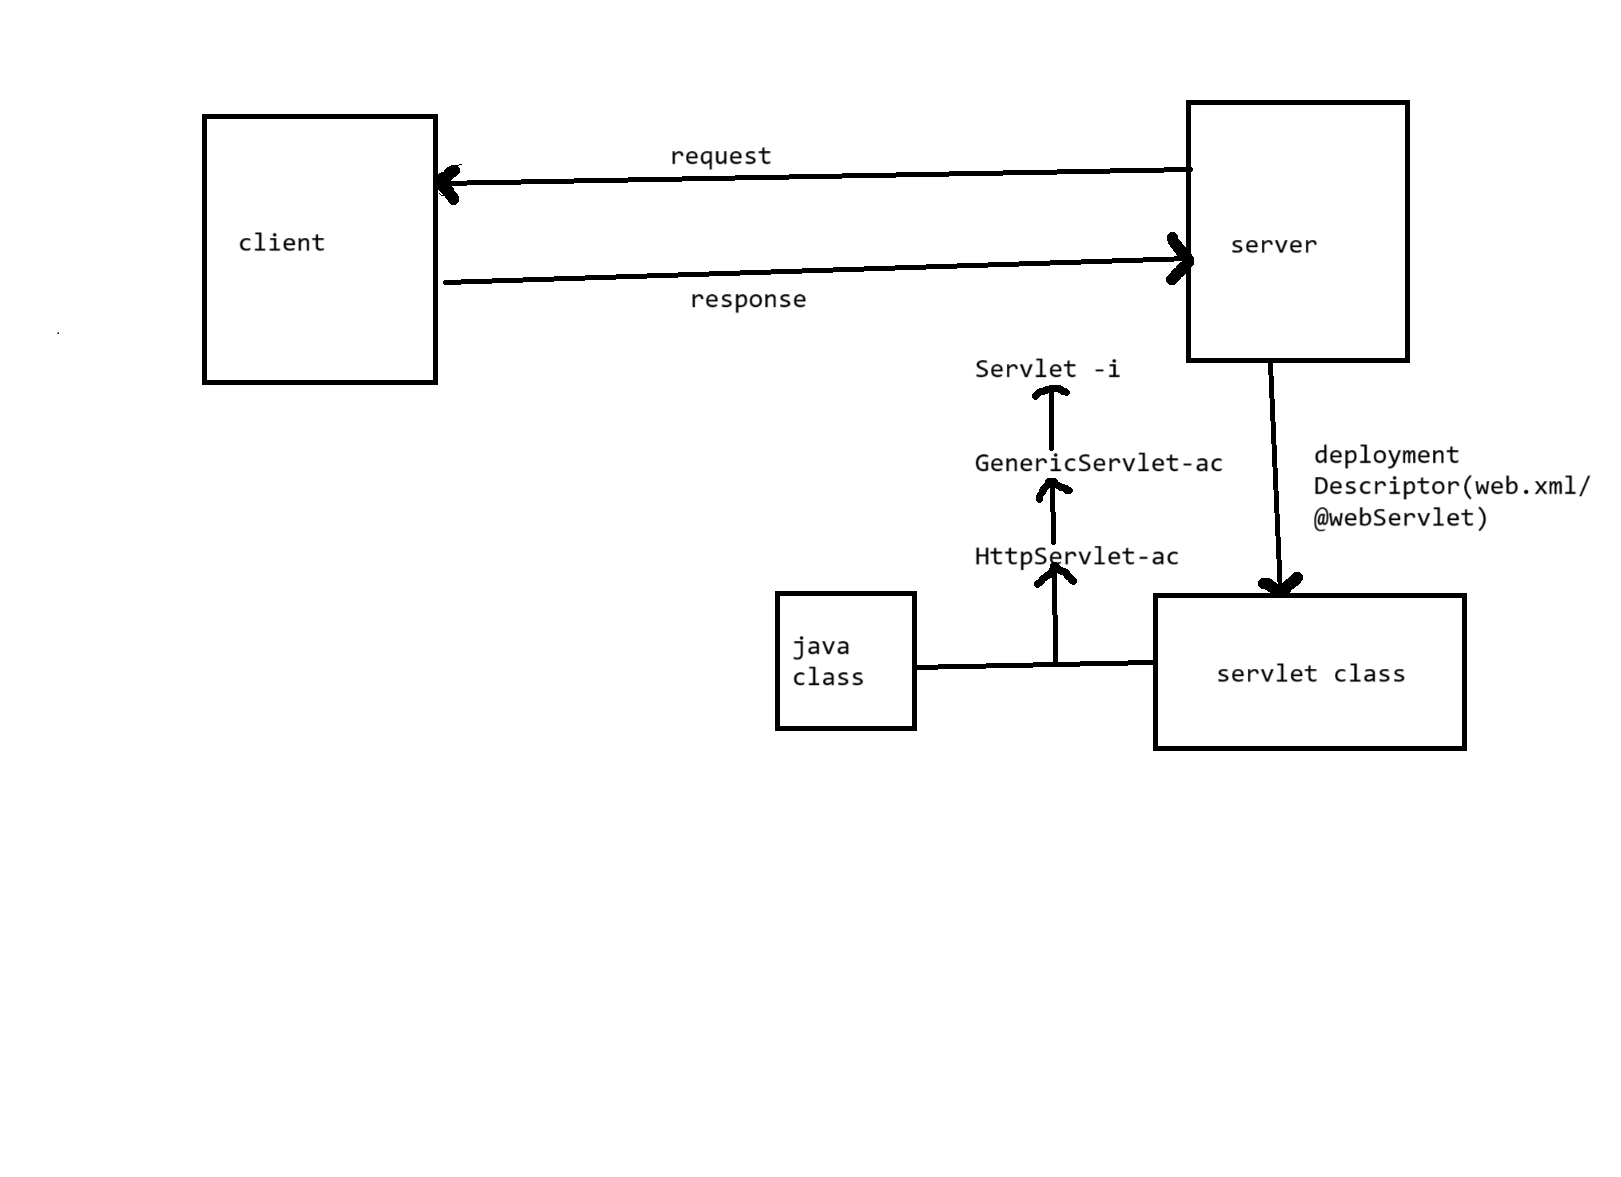 request
client
server
response
Servlet -i
deployment
Descriptor(web.xml/
@webServlet)
GenericServlet-ac
HttpServlet-ac
java
class
servlet class